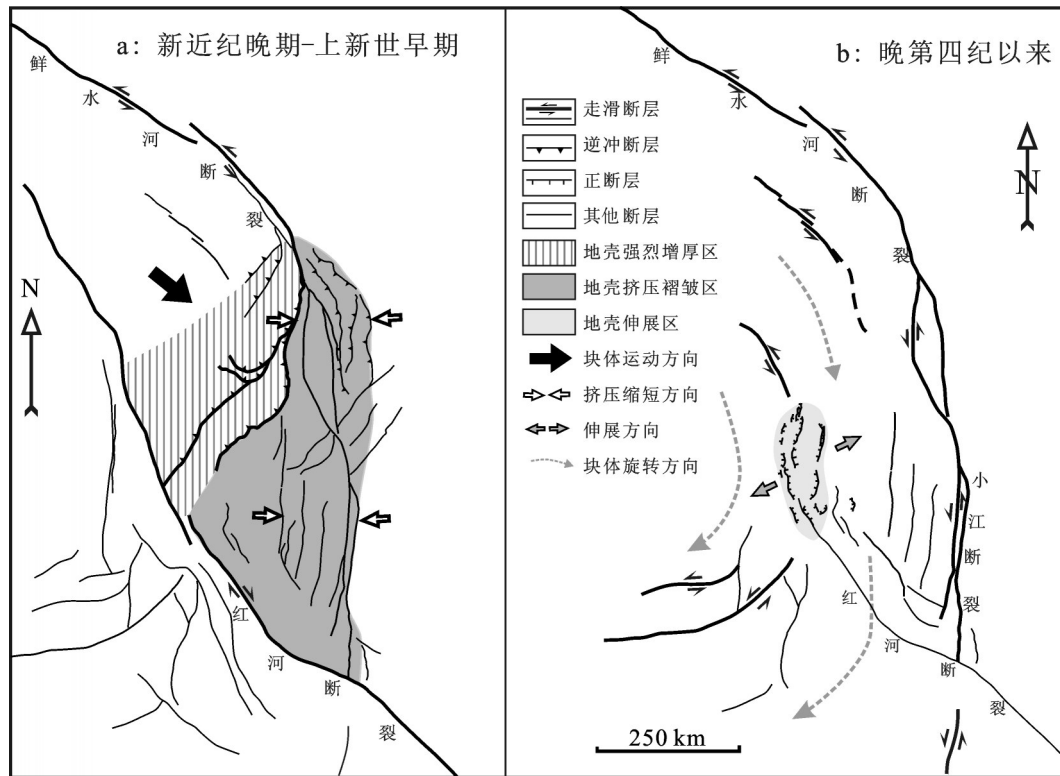 a: 新近纪晚期-上新世早期
鲜水河断裂
N
红河断裂
b: 晚第四纪以来
鲜水河断裂
N
走滑断层
逆冲断层
正断层
其他断层
地壳强烈增厚区
地壳挤压褶皱区
地壳伸展区
块体运动方向
挤压缩短方向
伸展方向
块体旋转方向
小江断裂
红河断裂
250 km